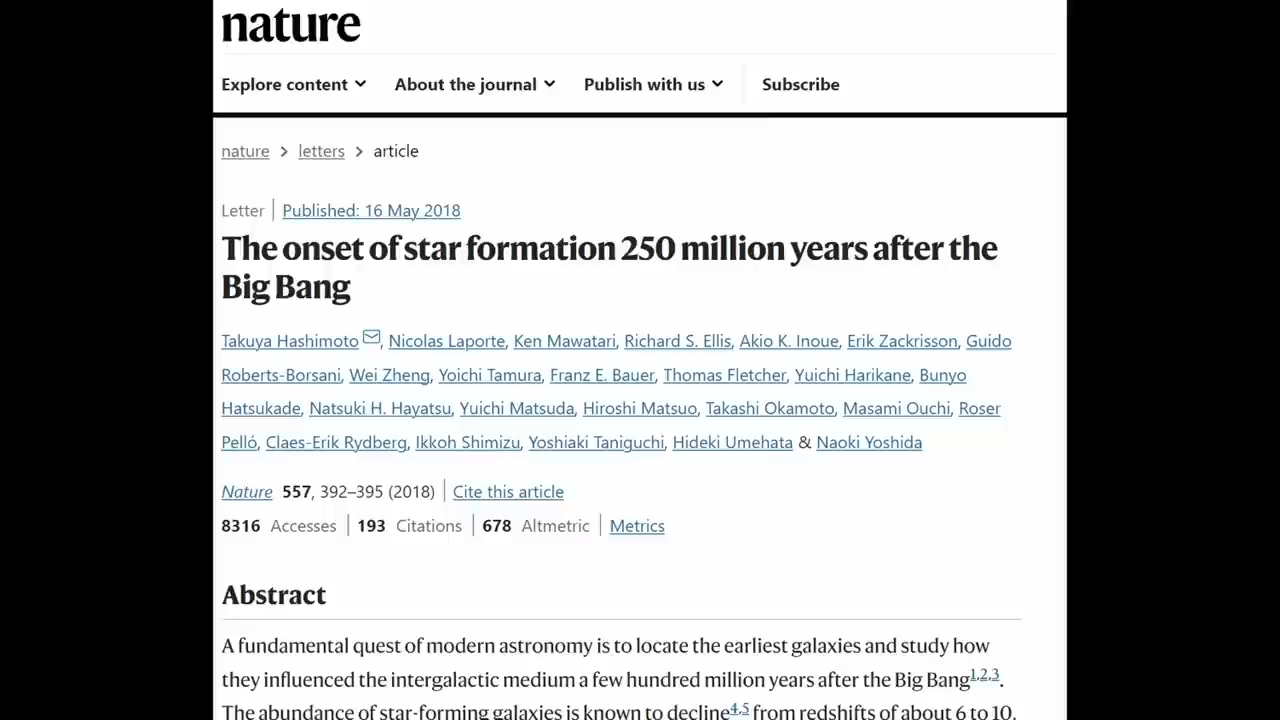 nature
Explore content About the journal Publish with us Subscribe
nature > letters > article
Letter | Published: 16 May 2018
The onset of star formation 250 million years after the
Big Bang
Takuya Hashimoto, Nicolas Laporte, Ken Mawatari, Richard S. Ellis, Akio K. Inoue, Erik Zackrisson, Guido
Roberts-Borsani, Wei Zheng, Yoichi Tamura, Franz E. Bauer, Thomas Fletcher, Yuichi Harikane, Bunyo
Hatsukade, Natsuki H. Hayatsu, Yuichi Matsuda, Hiroshi Matsuo, Takashi Okamoto, Masami Ouchi, Roser
Pelló, Claes-Erik Rydberg, Ikkoh Shimizu, Yoshiaki Taniguchi, Hideki Umehata & Naoki Yoshida
Nature 557, 392–395 (2018) | Cite this article
8316 Accesses | 193 Citations | 678 Altmetric | Metrics
Abstract
A fundamental quest of modern astronomy is to locate the earliest galaxies and study how
they influenced the intergalactic medium a few hundred million years after the Big Bang1,2,3.
The abundance of star-forming galaxies is known to decline4,5 from redshifts of about 6 to 10,